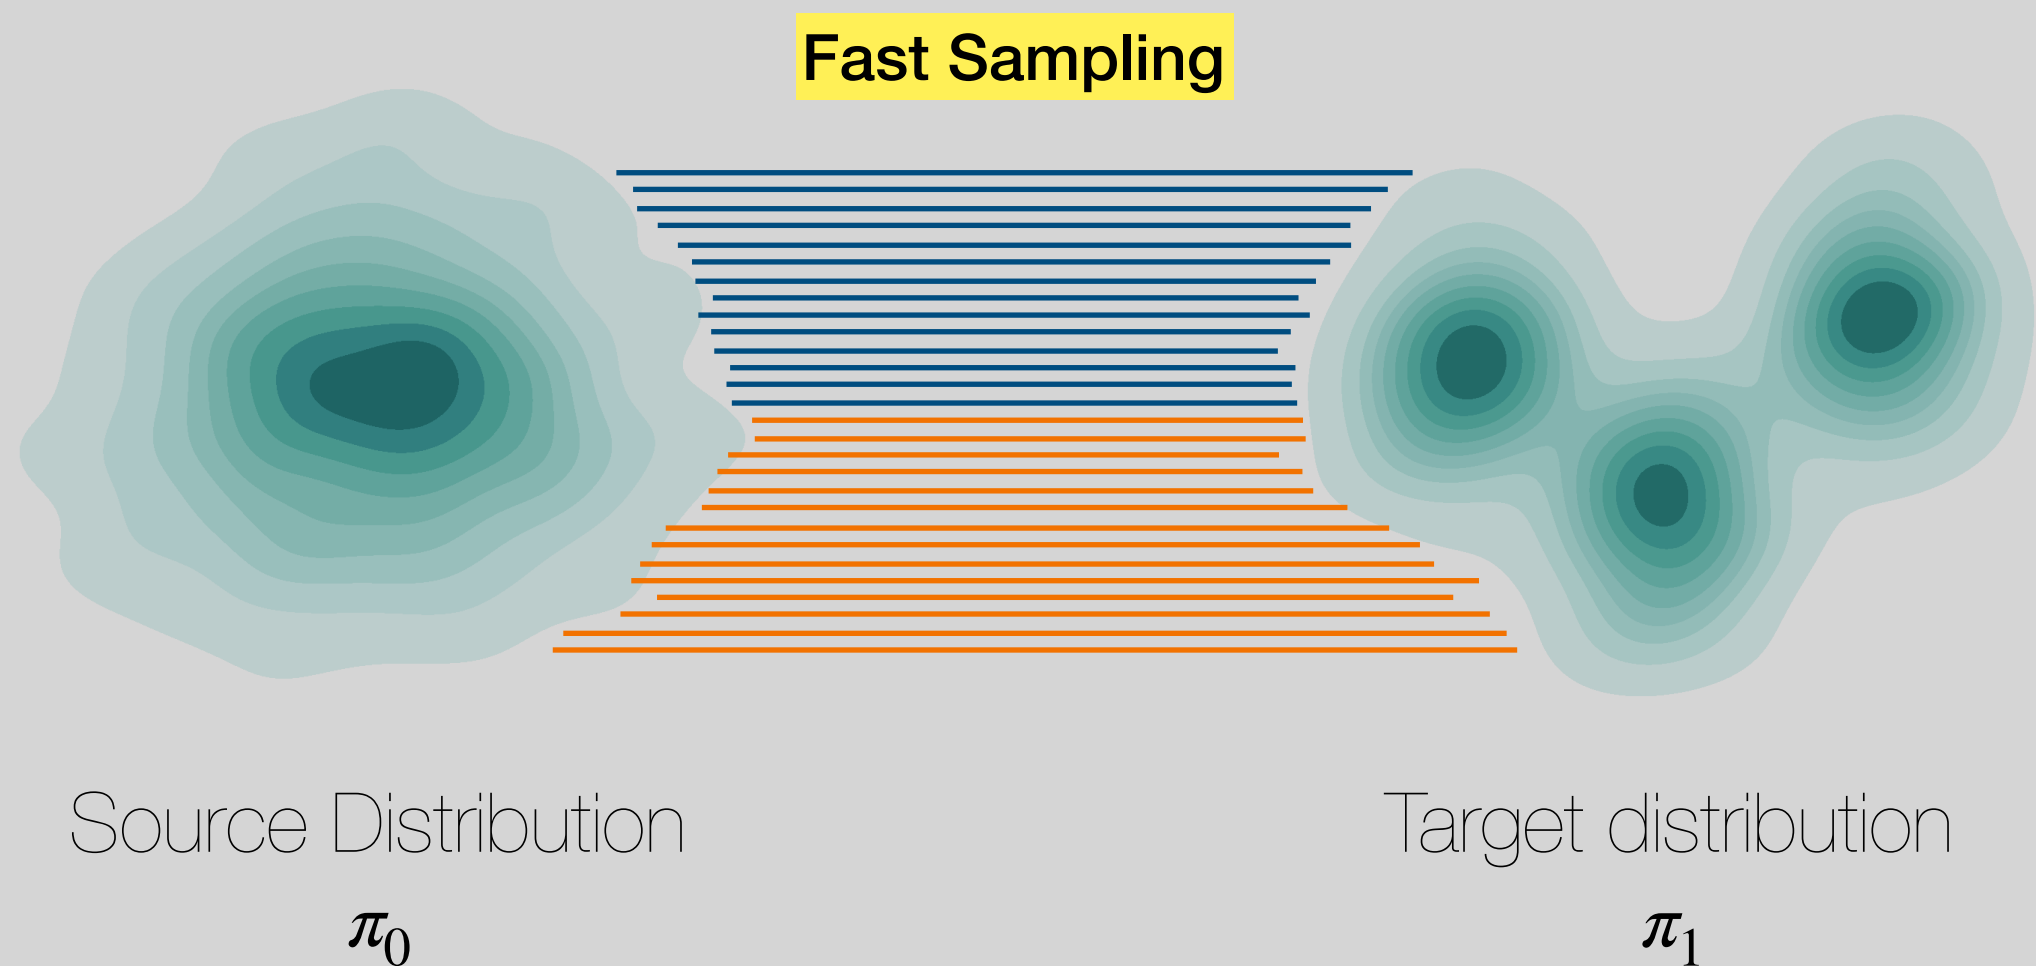 Fast Sampling
Source Distribution
Target distribution
π₀
π₁